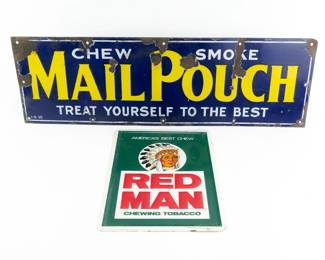 CHEW SMOKE
MAIL POUCH
TREAT YOURSELF TO THE BEST
AMERICA'S BEST CHEW
RED
MAN
CHEWING TOBACCO